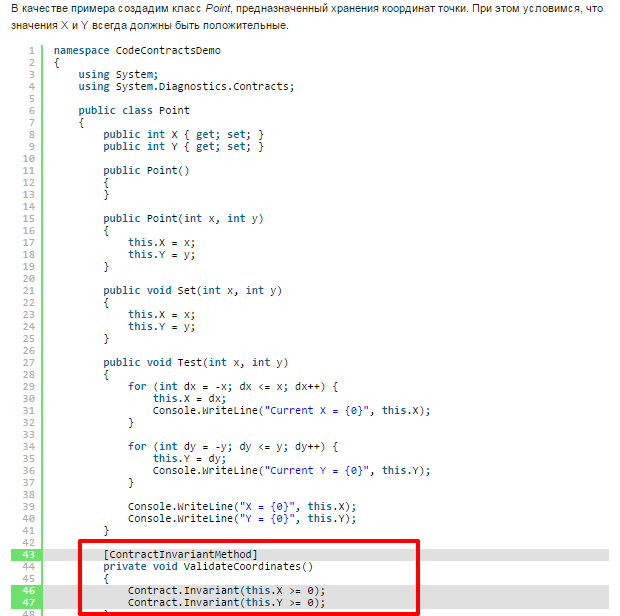 В качестве примера создадим класс Point, предназначенный хранения координат точки. При этом условимся, что
значения X и Y всегда должны быть положительные.
1 namespace CodeContractsDemo
2 {
3 using System;
4 using System.Diagnostics.Contracts;
5
6 public class Point
7 {
8 public int X { get; set; }
9 public int Y { get; set; }
10
11 public Point()
12 {
13 }
14
15 public Point(int x, int y)
16 {
17 this.X = x;
18 this.Y = y;
19 }
20
21 public void Set(int x, int y)
22 {
23 this.X = x;
24 this.Y = y;
25 }
26
27 public void Test(int x, int y)
28 {
29 for (int dx = -x; dx <= x; dx++) {
30 this.X = dx;
31 Console.WriteLine("Current X = {0}", this.X);
32 }
33
34 for (int dy = -y; dy <= y; dy++) {
35 this.Y = dy;
36 Console.WriteLine("Current Y = {0}", this.Y);
37 }
38
39 Console.WriteLine("X = {0}", this.X);
40 Console.WriteLine("Y = {0}", this.Y);
41 }
42
43 [ContractInvariantMethod]
44 private void ValidateCoordinates()
45 {
46 Contract.Invariant(this.X >= 0);
47 Contract.Invariant(this.Y >= 0);
48 }